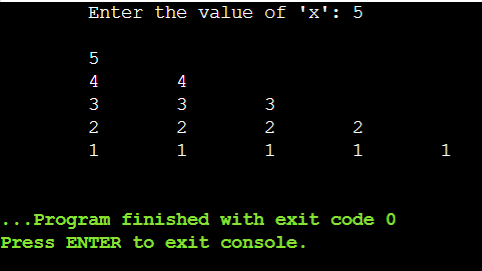 Enter the value of 'x': 5
5
4 4
3 3 3
2 2 2 2
1 1 1 1 1
...Program finished with exit code 0
Press ENTER to exit console.